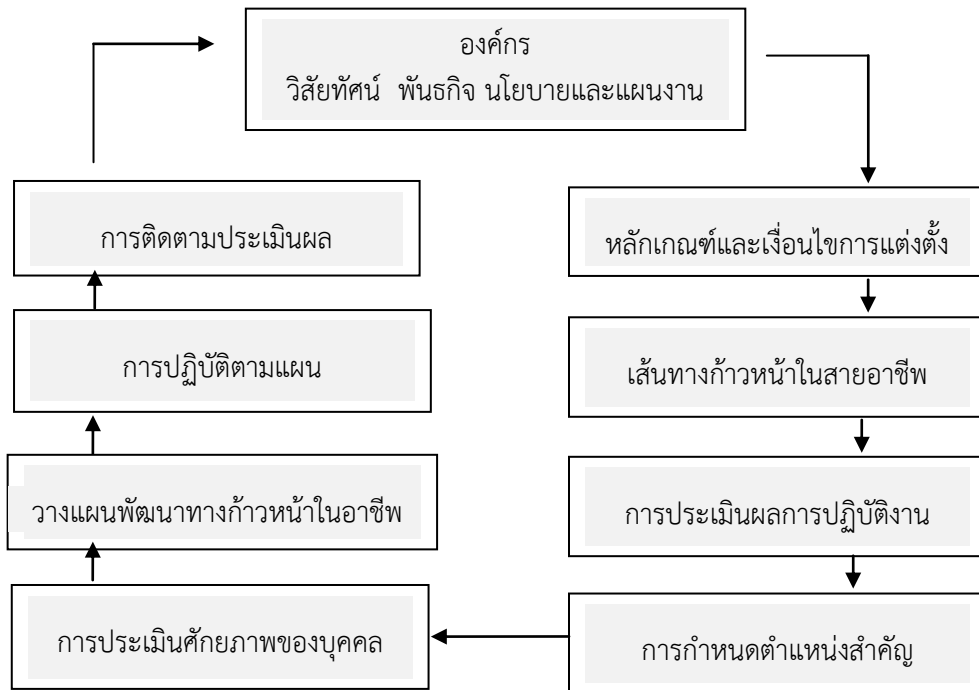 องค์กร
วิสัยทัศน์ พันธกิจ นโยบายและแผนงาน
การติดตามประเมินผล
หลักเกณฑ์และเงื่อนไขการแต่งตั้ง
การปฏิบัติตามแผน
เส้นทางก้าวหน้าในสายอาชีพ
วางแผนพัฒนาทางก้าวหน้าในอาชีพ
การประเมินผลการปฏิบัติงาน
การประเมินศักยภาพของบุคคล
การกำหนดตำแหน่งสำคัญ